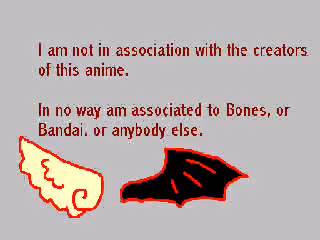 I am not in association with the creators
of this anime.
In no way am associated to Bones, or
Bandai, or anybody else.